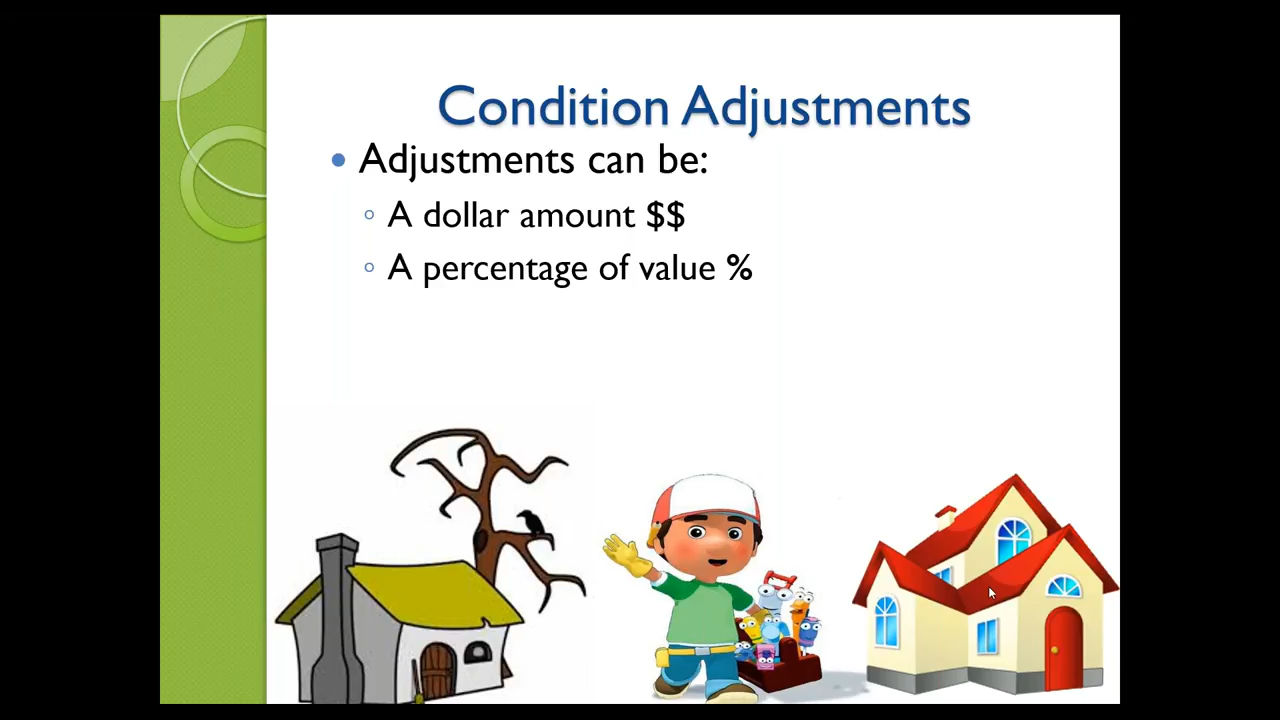 Condition Adjustments
Adjustments can be:
A dollar amount $$
A percentage of value %